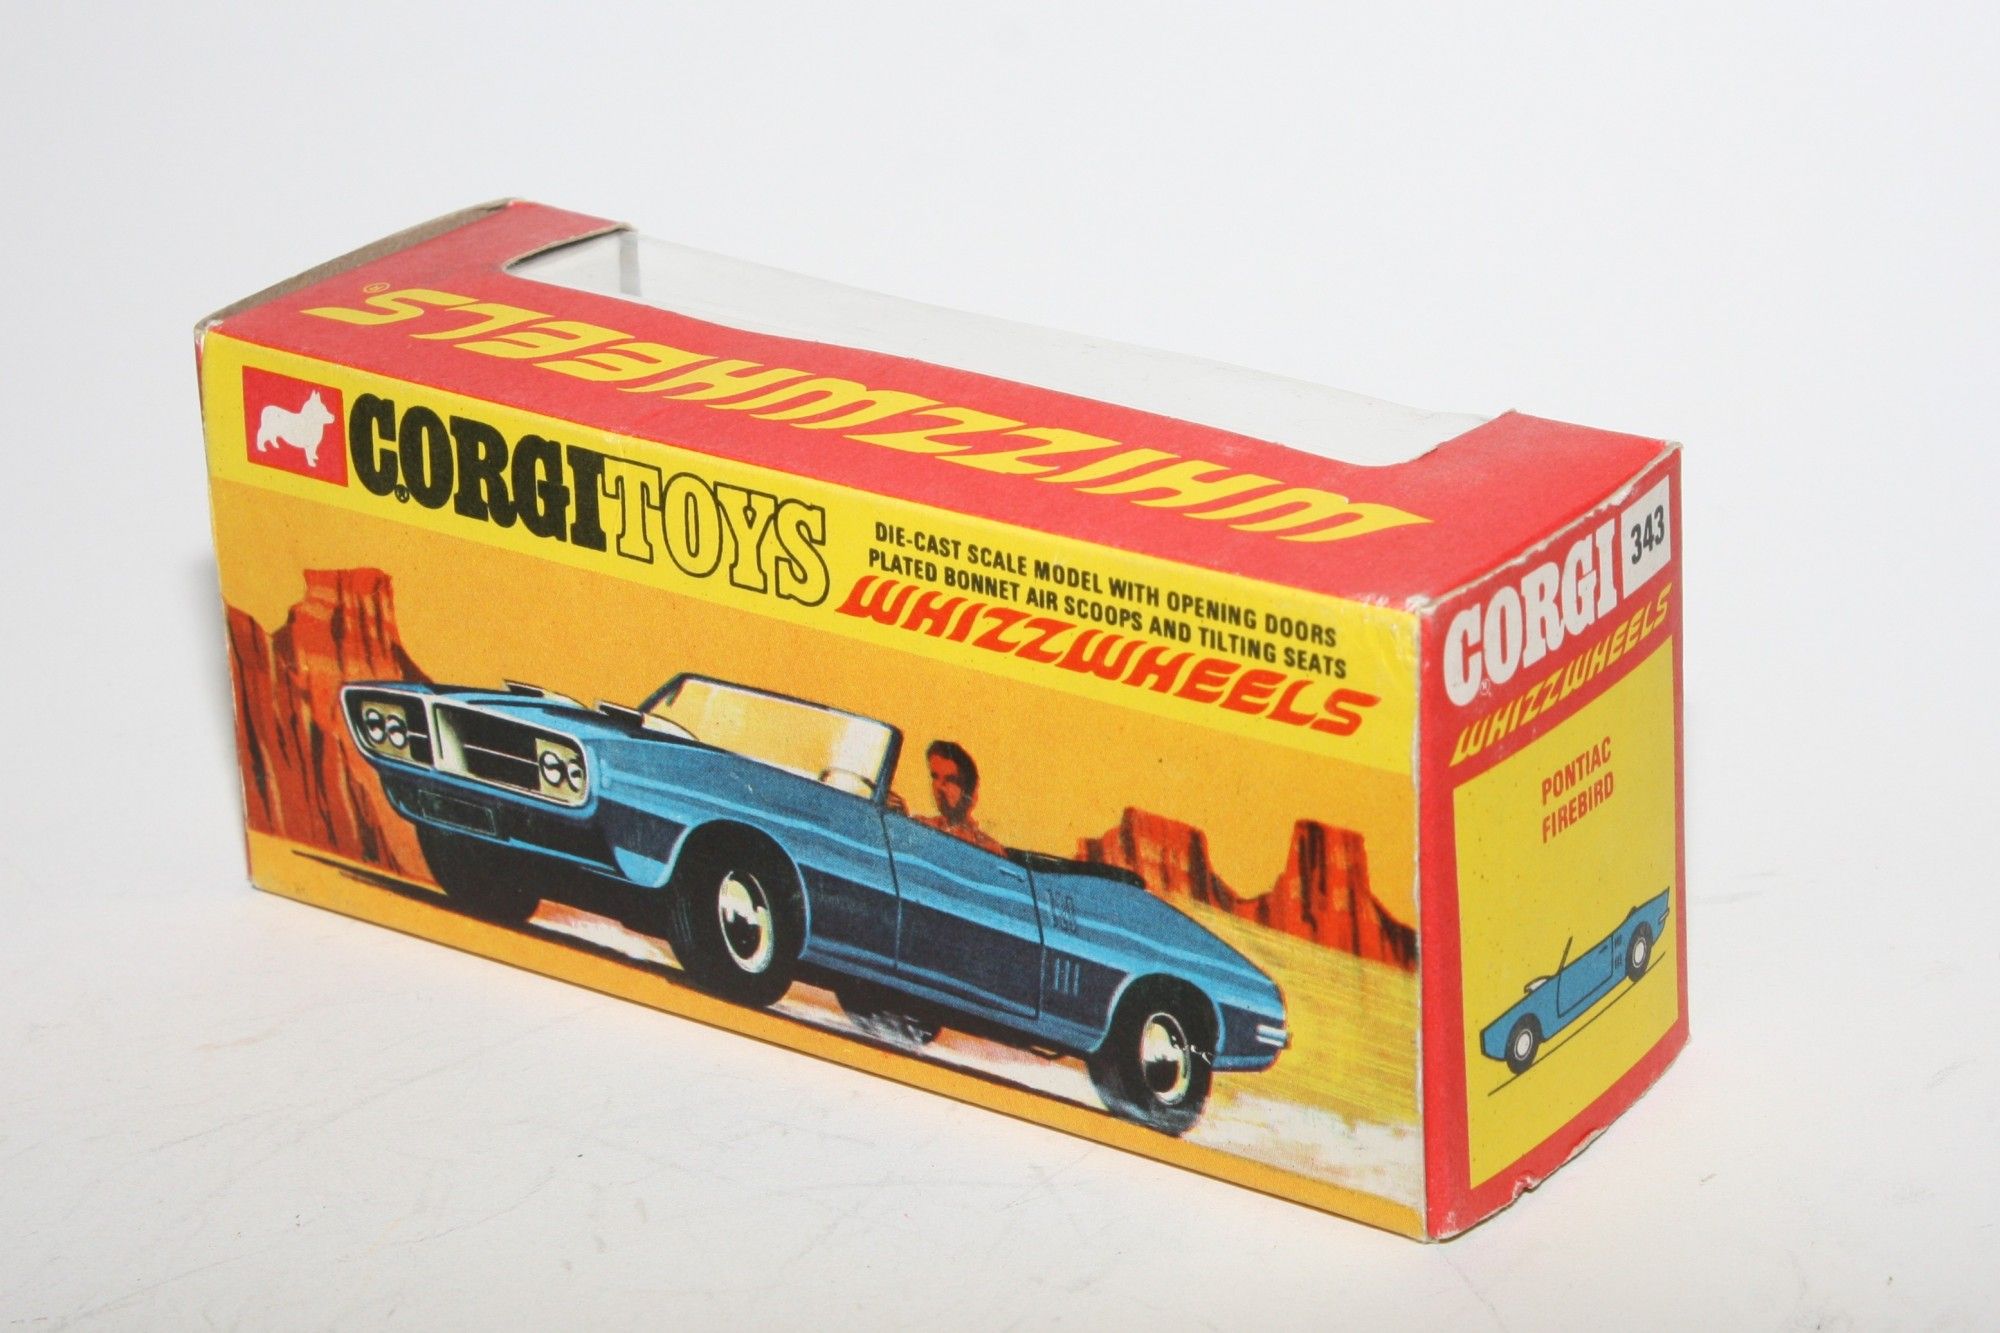 WHIZZWHEELS®
CORGI® TOYS
DIE-CAST SCALE MODEL WITH OPENING DOORS
PLATED BONNET AIR SCOOPS AND TILTING SEATS
WHIZZWHEELS
CORGI® 343
WHIZZWHEELS
PONTIAC
FIREBIRD